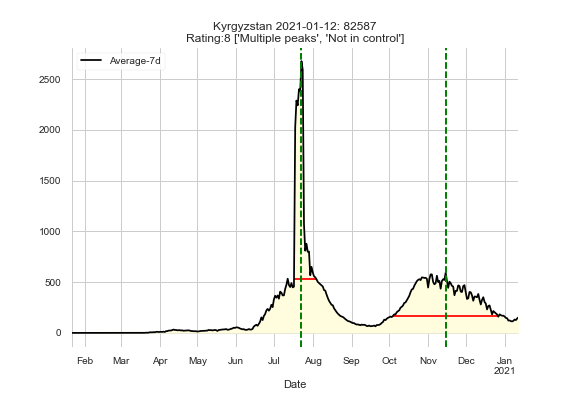 Kyrgyzstan 2021-01-12: 82587
Rating:8 ['Multiple peaks', 'Not in control']
Average-7d
2500
2000
1500
1000
500
0
Feb Mar Apr May Jun Jul Aug Sep Oct Nov Dec Jan
2021
Date